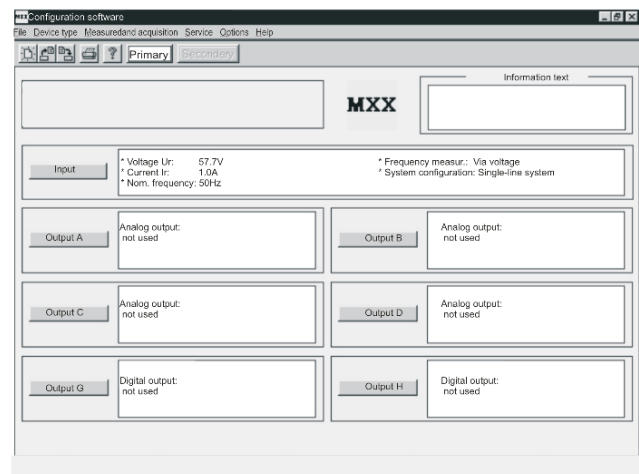 MXX Configuration software
File Device type Measuredand acquisition Service Options Help
? Primary Secondery
Information text
MXX
Input
* Voltage Ur: 57.7V
* Current Ir: 1.0A
* Nom. frequency: 50Hz
* Frequency measur.: Via voltage
* System configuration: Single-line system
Output A
Analog output:
not used
Output B
Analog output:
not used
Output C
Analog output:
not used
Output D
Analog output:
not used
Output G
Digital output:
not used
Output H
Digital output:
not used